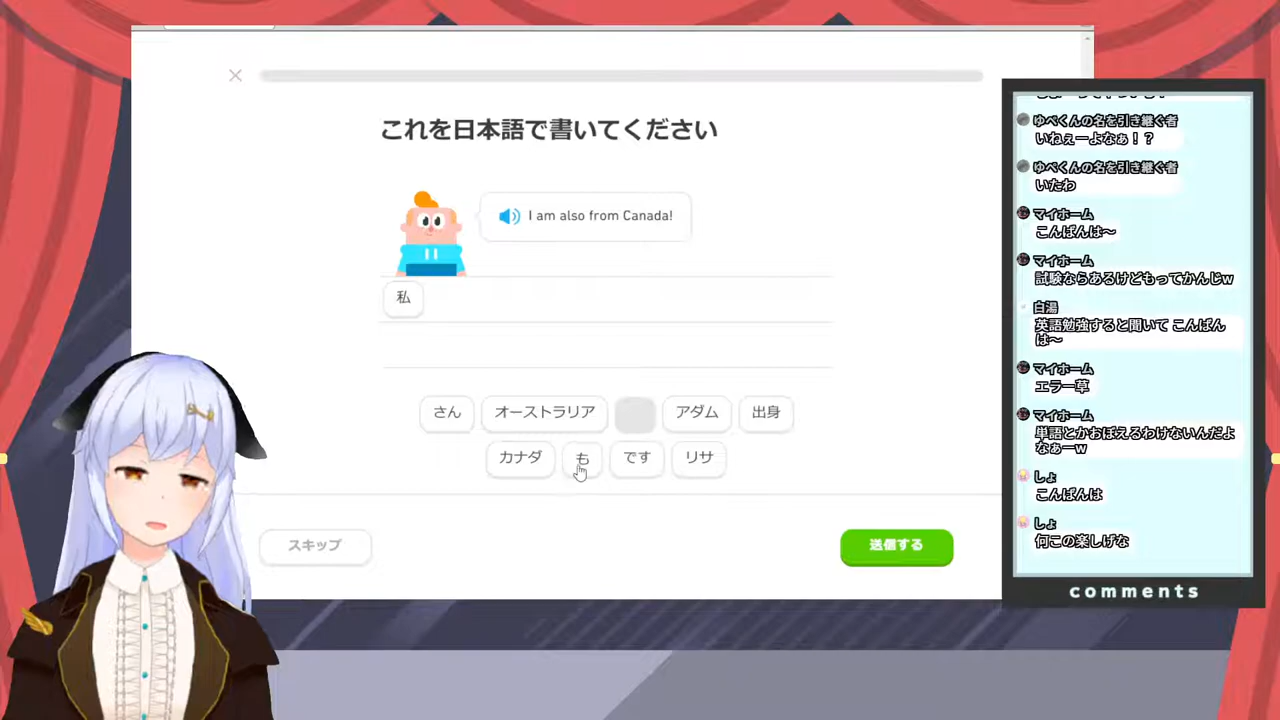 これを日本語で書いてください
I am also from Canada!
私
さん
オーストラリア
アダム
出身
カナダ
も
です
リサ
スキップ
送信する
ゆべくんの名を引き継ぐ者
いねぇーよなぁ！？
ゆべくんの名を引き継ぐ者
いたわ
マイホーム
こんばんは～
マイホーム
試験ならあるけどもってかんじw
白湯
英語勉強すると聞いて こんばん
は～
マイホーム
エラー草
マイホーム
単語とかおぼえるわけないんだよ
なぁーw
しょ
こんばんは
しょ
何この楽しげな
comments